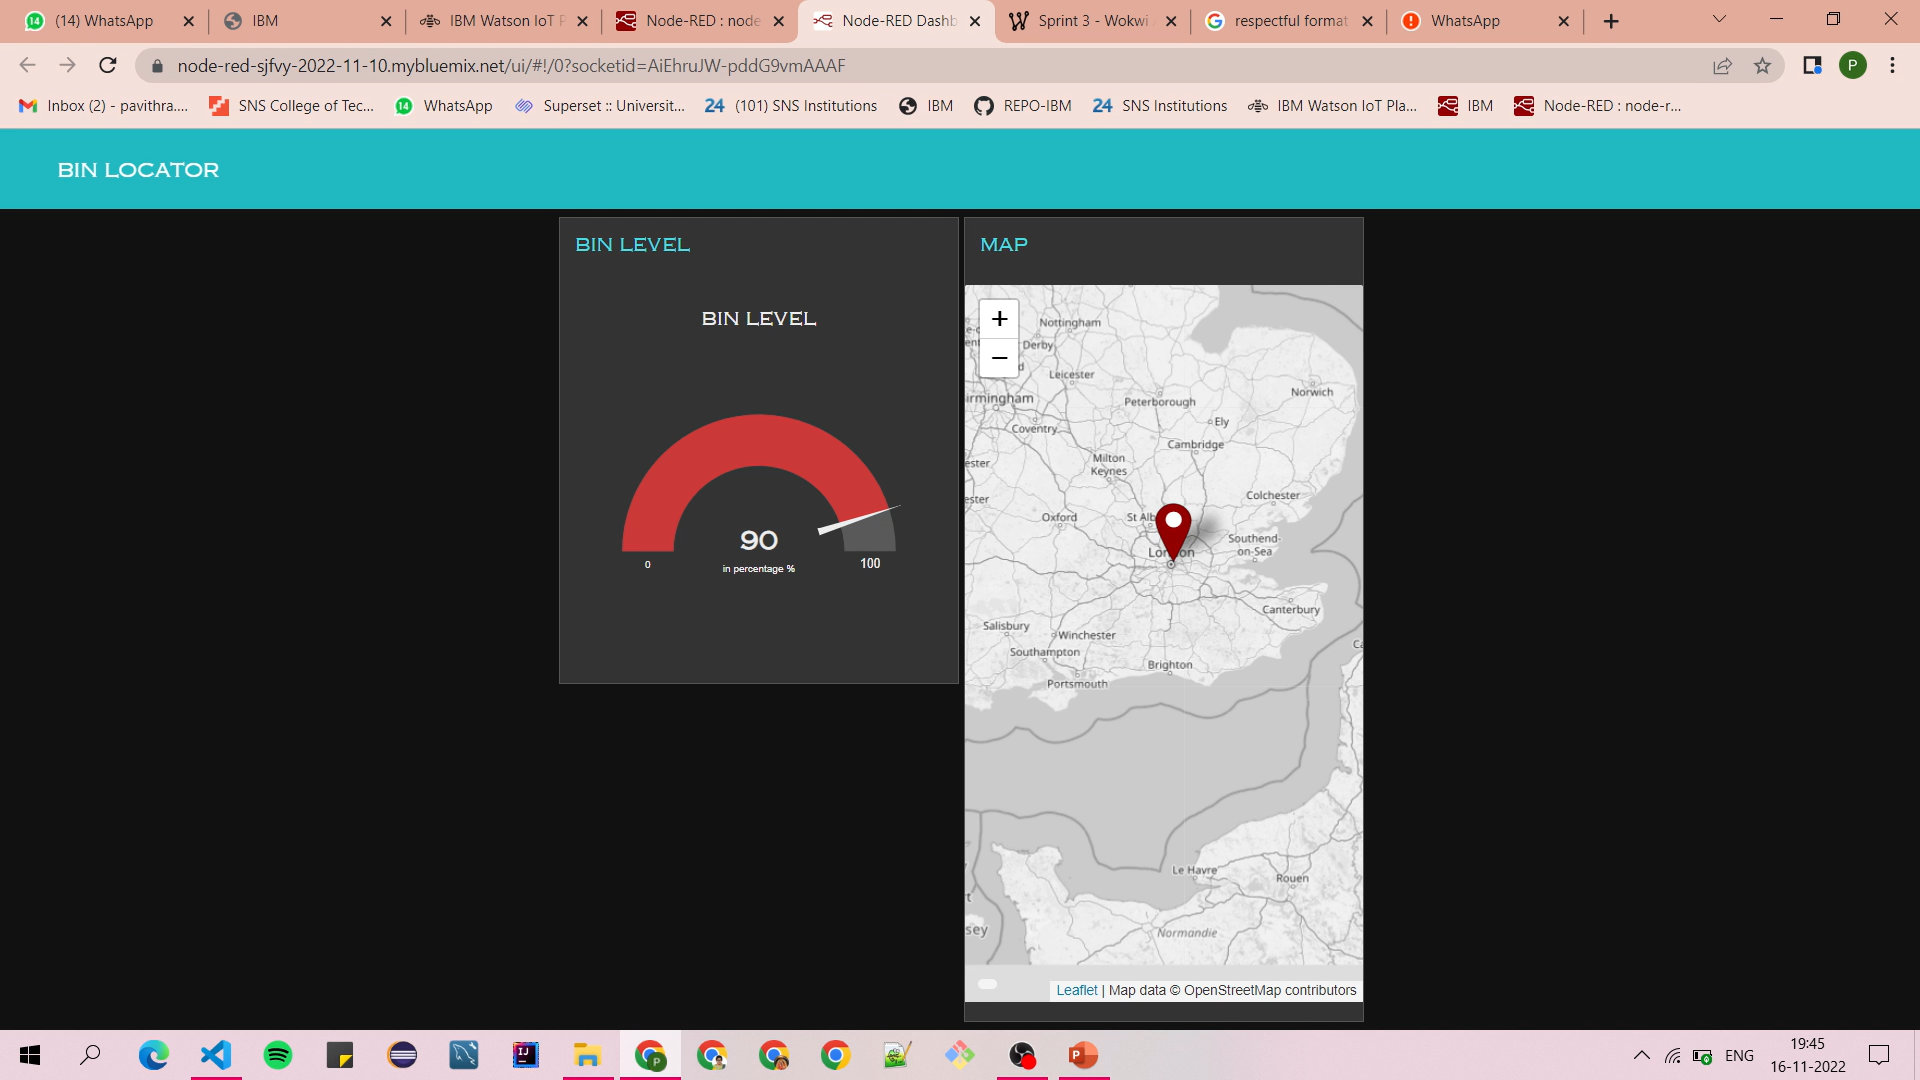 (14) WhatsApp
IBM
IBM Watson IoT P
Node-RED : node
Node-RED Dashb
Sprint 3 - Wokwi
respectful format
WhatsApp
node-red-sjfvy-2022-11-10.mybluemix.net/ui/#!/0?socketid=AiEhruJW-pddG9vmAAAF
P
Inbox (2) - pavithra....
SNS College of Tec...
14
WhatsApp
Superset :: Universit...
24
(101) SNS Institutions
IBM
REPO-IBM
24
SNS Institutions
IBM Watson IoT Pla...
IBM
Node-RED : node-r...
BIN LOCATOR
BIN LEVEL
BIN LEVEL
90
in percentage %
0
100
MAP
+
−
Nottingham
Derby
Leicester
irmingham
Peterborough
Norwich
Coventry
Ely
Cambridge
Milton
Keynes
ester
Colchester
ester
Oxford
St Alb
London
Southend-
on-Sea
Canterbury
Salisbury
Winchester
Southampton
Brighton
Portsmouth
Ca
Le Havre
Rouen
Normandie
sey
Leaflet | Map data © OpenStreetMap contributors
ENG
19:45
16-11-2022